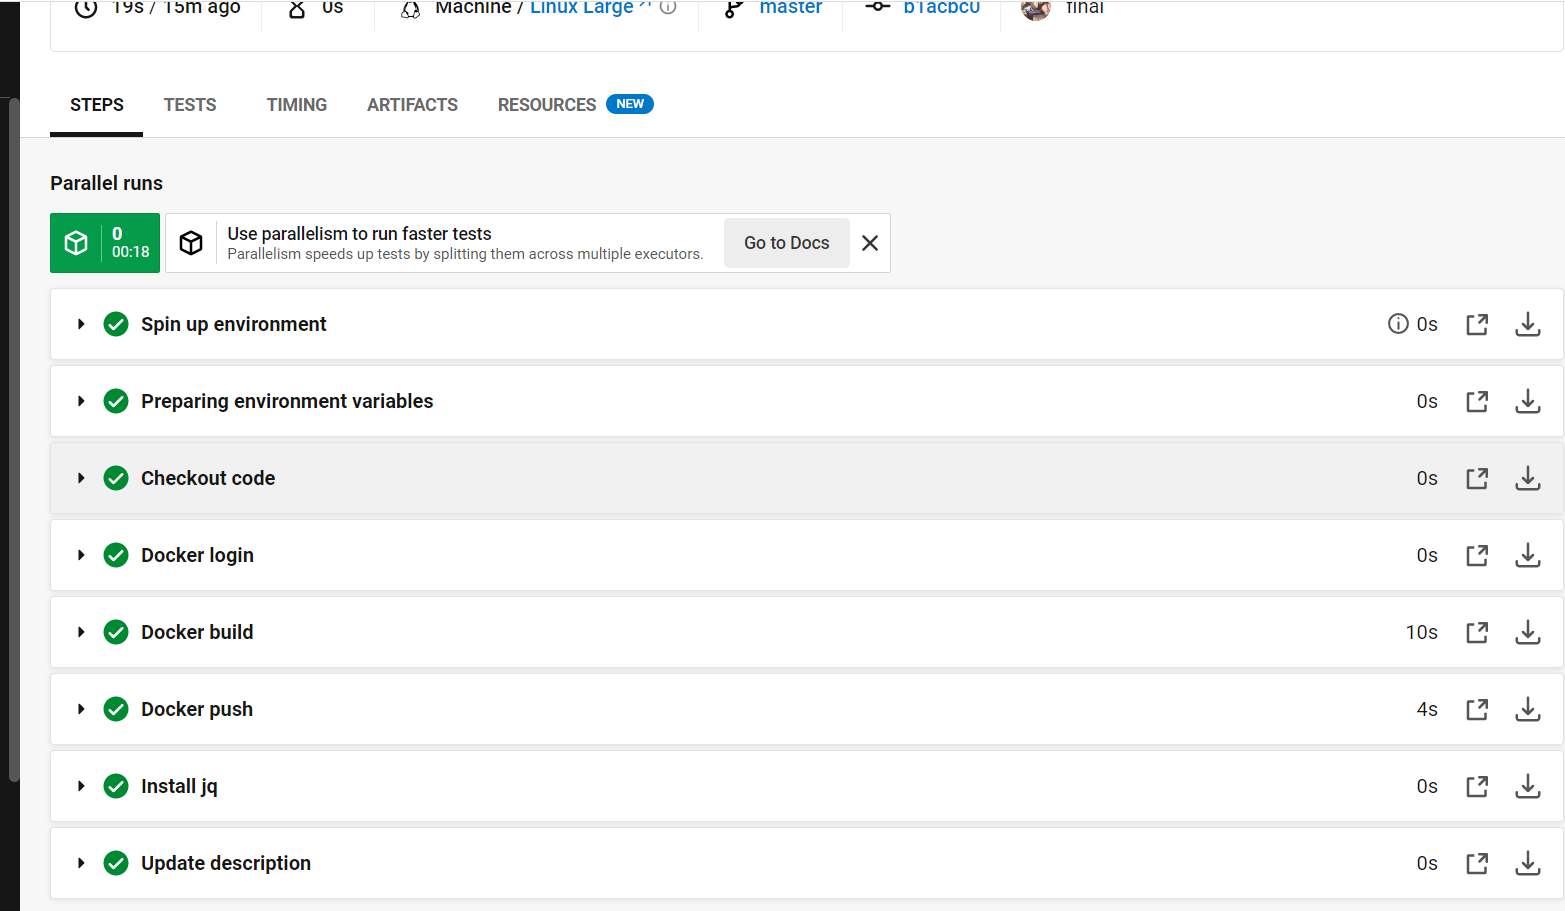 19s / 15m ago 0s Machine / Linux Large master b1acbc0 final
STEPS TESTS TIMING ARTIFACTS RESOURCES NEW
Parallel runs
0
00:18
Use parallelism to run faster tests
Parallelism speeds up tests by splitting them across multiple executors.
Go to Docs
Spin up environment 0s
Preparing environment variables 0s
Checkout code 0s
Docker login 0s
Docker build 10s
Docker push 4s
Install jq 0s
Update description 0s